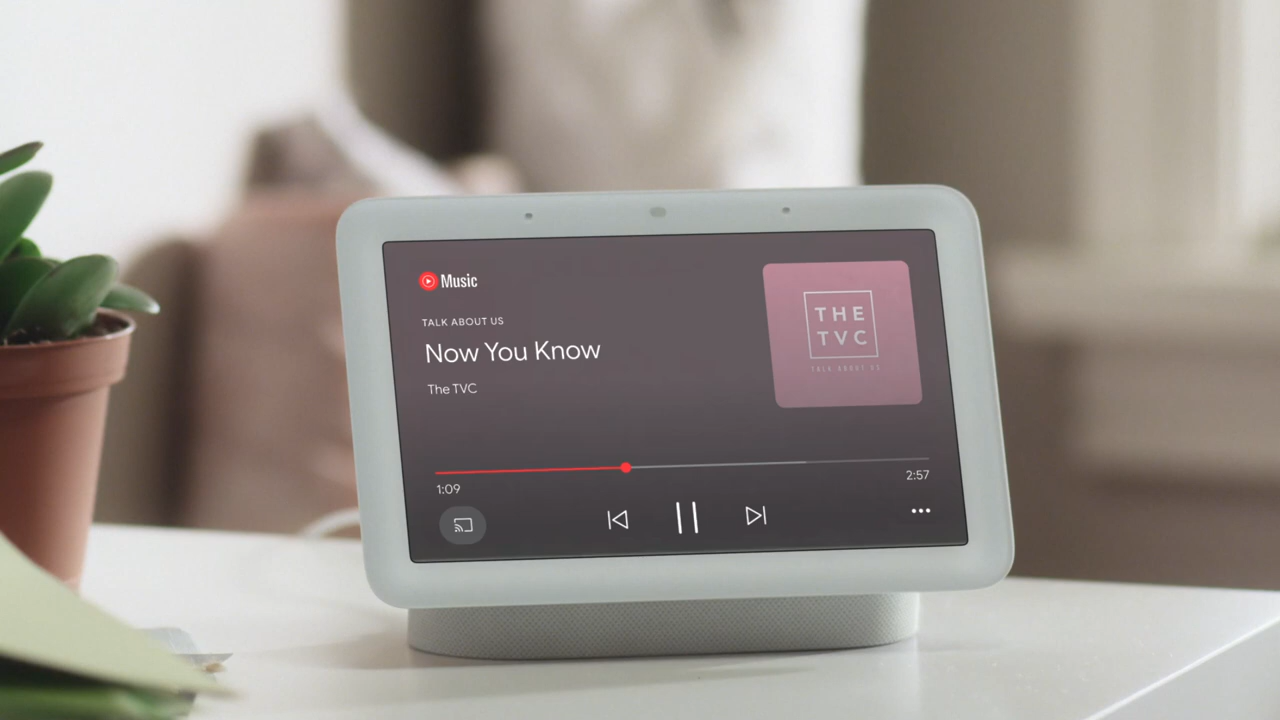 Music
TALK ABOUT US
Now You Know
The TVC
THE
TVC
TALK ABOUT US
1:09
2:57